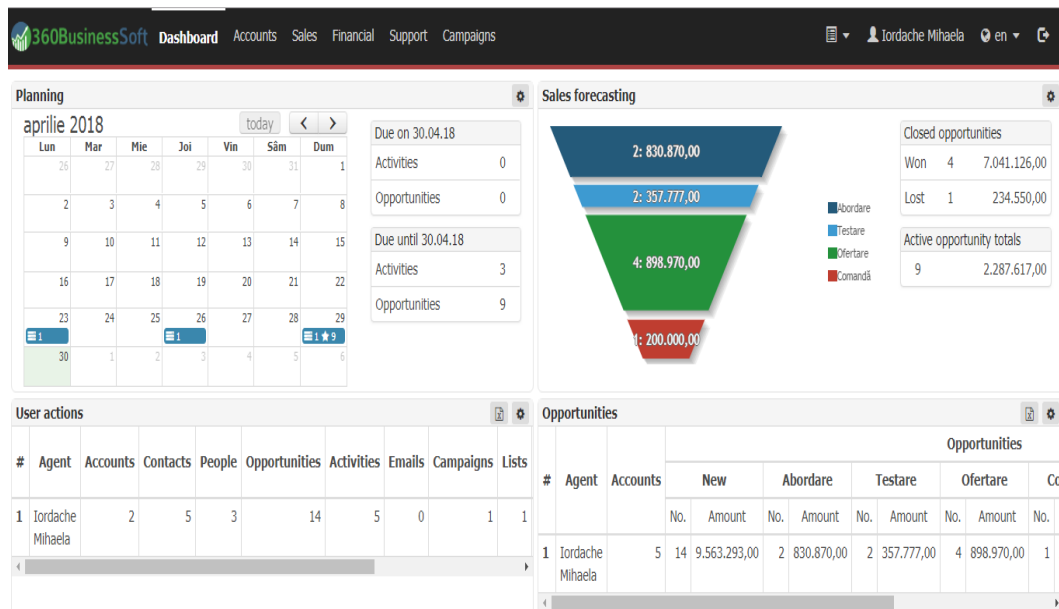 360BusinessSoft Dashboard Accounts Sales Financial Support Campaigns Iordache Mihaela en
Planning
aprilie 2018 today
Lun Mar Mie Joi Vin Sâm Dum
26 27 28 29 30 31 1
2 3 4 5 6 7 8
9 10 11 12 13 14 15
16 17 18 19 20 21 22
23 24 25 26 27 28 29
1 1 1 9
30 1 2 3 4 5 6
Due on 30.04.18
Activities 0
Opportunities 0
Due until 30.04.18
Activities 3
Opportunities 9
Sales forecasting
2: 830.870,00
2: 357.777,00
4: 898.970,00
1: 200.000,00
Abordare
Testare
Ofertare
Comandă
Closed opportunities
Won 4 7.041.126,00
Lost 1 234.550,00
Active opportunity totals
9 2.287.617,00
User actions
# Agent Accounts Contacts People Opportunities Activities Emails Campaigns Lists
1 Iordache 2 5 3 14 5 0 1 1
Mihaela
Opportunities
Opportunities
# Agent Accounts New Abordare Testare Ofertare Co
No. Amount No. Amount No. Amount No. Amount No.
1 Iordache 5 14 9.563.293,00 2 830.870,00 2 357.777,00 4 898.970,00 1
Mihaela